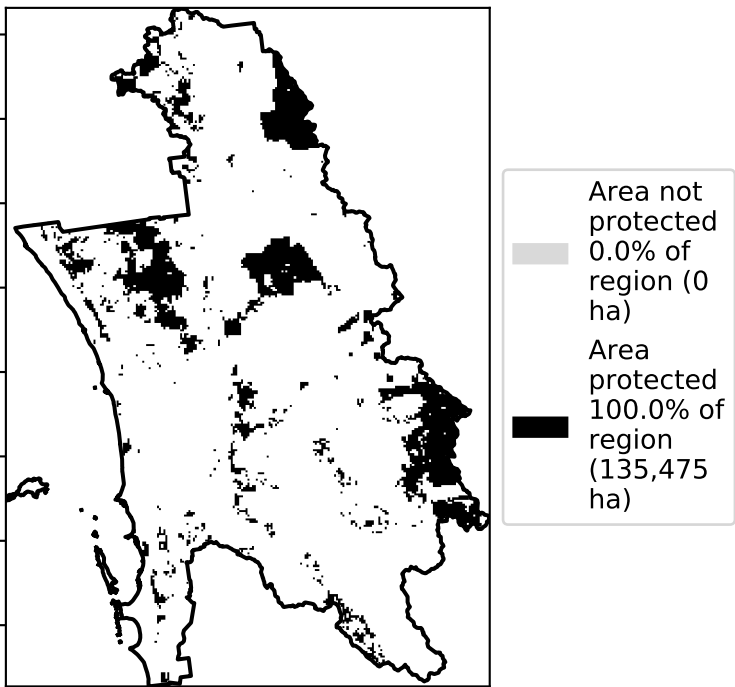 Area not
protected
0.0% of
region (0
ha)
Area
protected
100.0% of
region
(135,475
ha)